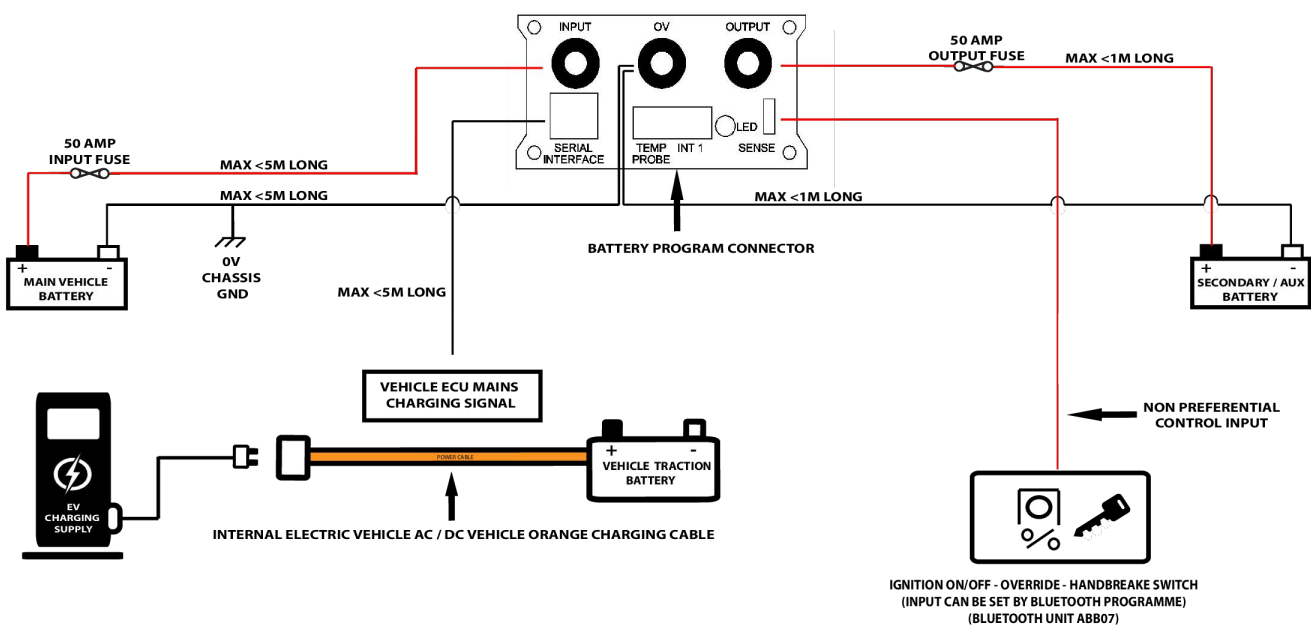 INPUT
OV
OUTPUT
50 AMP
OUTPUT FUSE
MAX <1M LONG
LED
SERIAL
INTERFACE
TEMP
PROBE
INT 1
SENSE
50 AMP
INPUT FUSE
MAX <5M LONG
MAX <5M LONG
MAX <1M LONG
BATTERY PROGRAM CONNECTOR
0V
CHASSIS
GND
+ -
MAIN VEHICLE
BATTERY
+ -
SECONDARY / AUX
BATTERY
MAX <5M LONG
VEHICLE ECU MAINS
CHARGING SIGNAL
NON PREFERENTIAL
CONTROL INPUT
POWER CABLE
+ -
VEHICLE TRACTION
BATTERY
EV
CHARGING
SUPPLY
INTERNAL ELECTRIC VEHICLE AC / DC VEHICLE ORANGE CHARGING CABLE
IGNITION ON/OFF - OVERRIDE - HANDBREAKE SWITCH
(INPUT CAN BE SET BY BLUETOOTH PROGRAMME)
(BLUETOOTH UNIT ABB07)